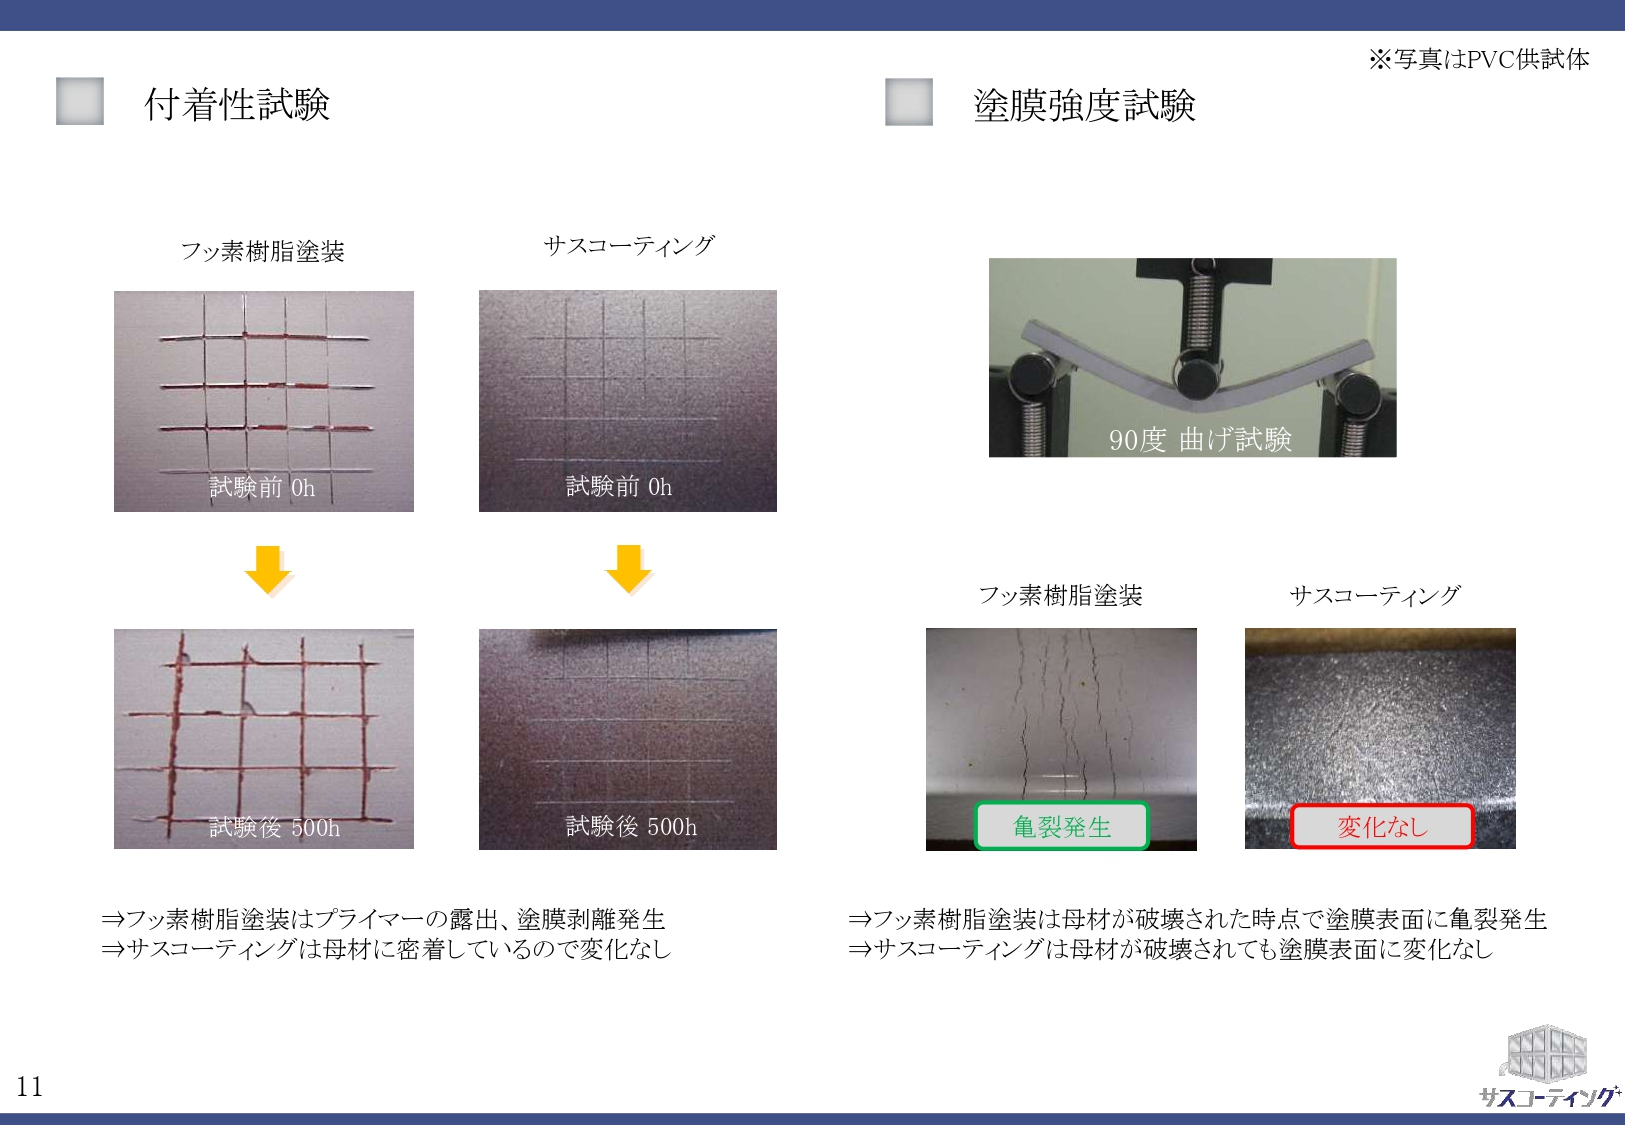 ※写真はPVC供試体
付着性試験
フッ素樹脂塗装
サスコーティング
試験前 0h
試験前 0h
試験後 500h
試験後 500h
⇒フッ素樹脂塗装はプライマーの露出、塗膜剥離発生
⇒サスコーティングは母材に密着しているので変化なし
塗膜強度試験
90度 曲げ試験
フッ素樹脂塗装
サスコーティング
亀裂発生
変化なし
⇒フッ素樹脂塗装は母材が破壊された時点で塗膜表面に亀裂発生
⇒サスコーティングは母材が破壊されても塗膜表面に変化なし
11
サスコーティング